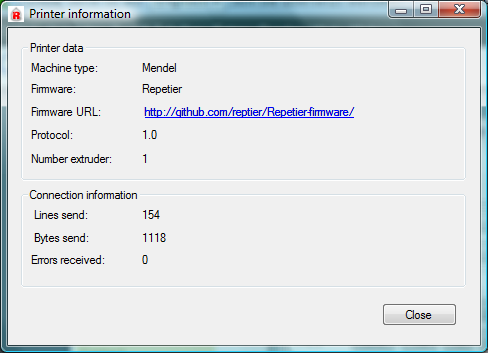 Printer information
Printer data
Machine type: Mendel
Firmware: Repetier
Firmware URL: http://github.com/reptier/Repetier-firmware/
Protocol: 1.0
Number extruder: 1
Connection information
Lines send: 154
Bytes send: 1118
Errors received: 0
Close